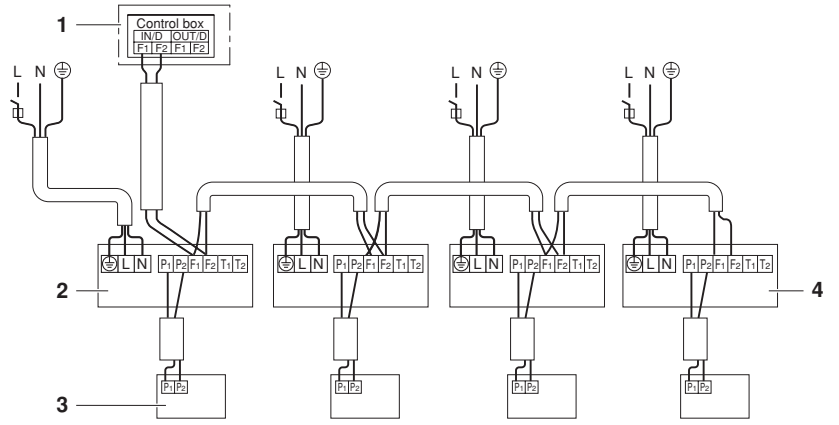 1
Control box
IN/D OUT/D
F1 F2 F1 F2
L N
L N
L N
L N
L N P1 P2 F1 F2 T1 T2
L N P1 P2 F1 F2 T1 T2
L N P1 P2 F1 F2 T1 T2
L N P1 P2 F1 F2 T1 T2
2
4
P1 P2
P1 P2
P1 P2
P1 P2
3